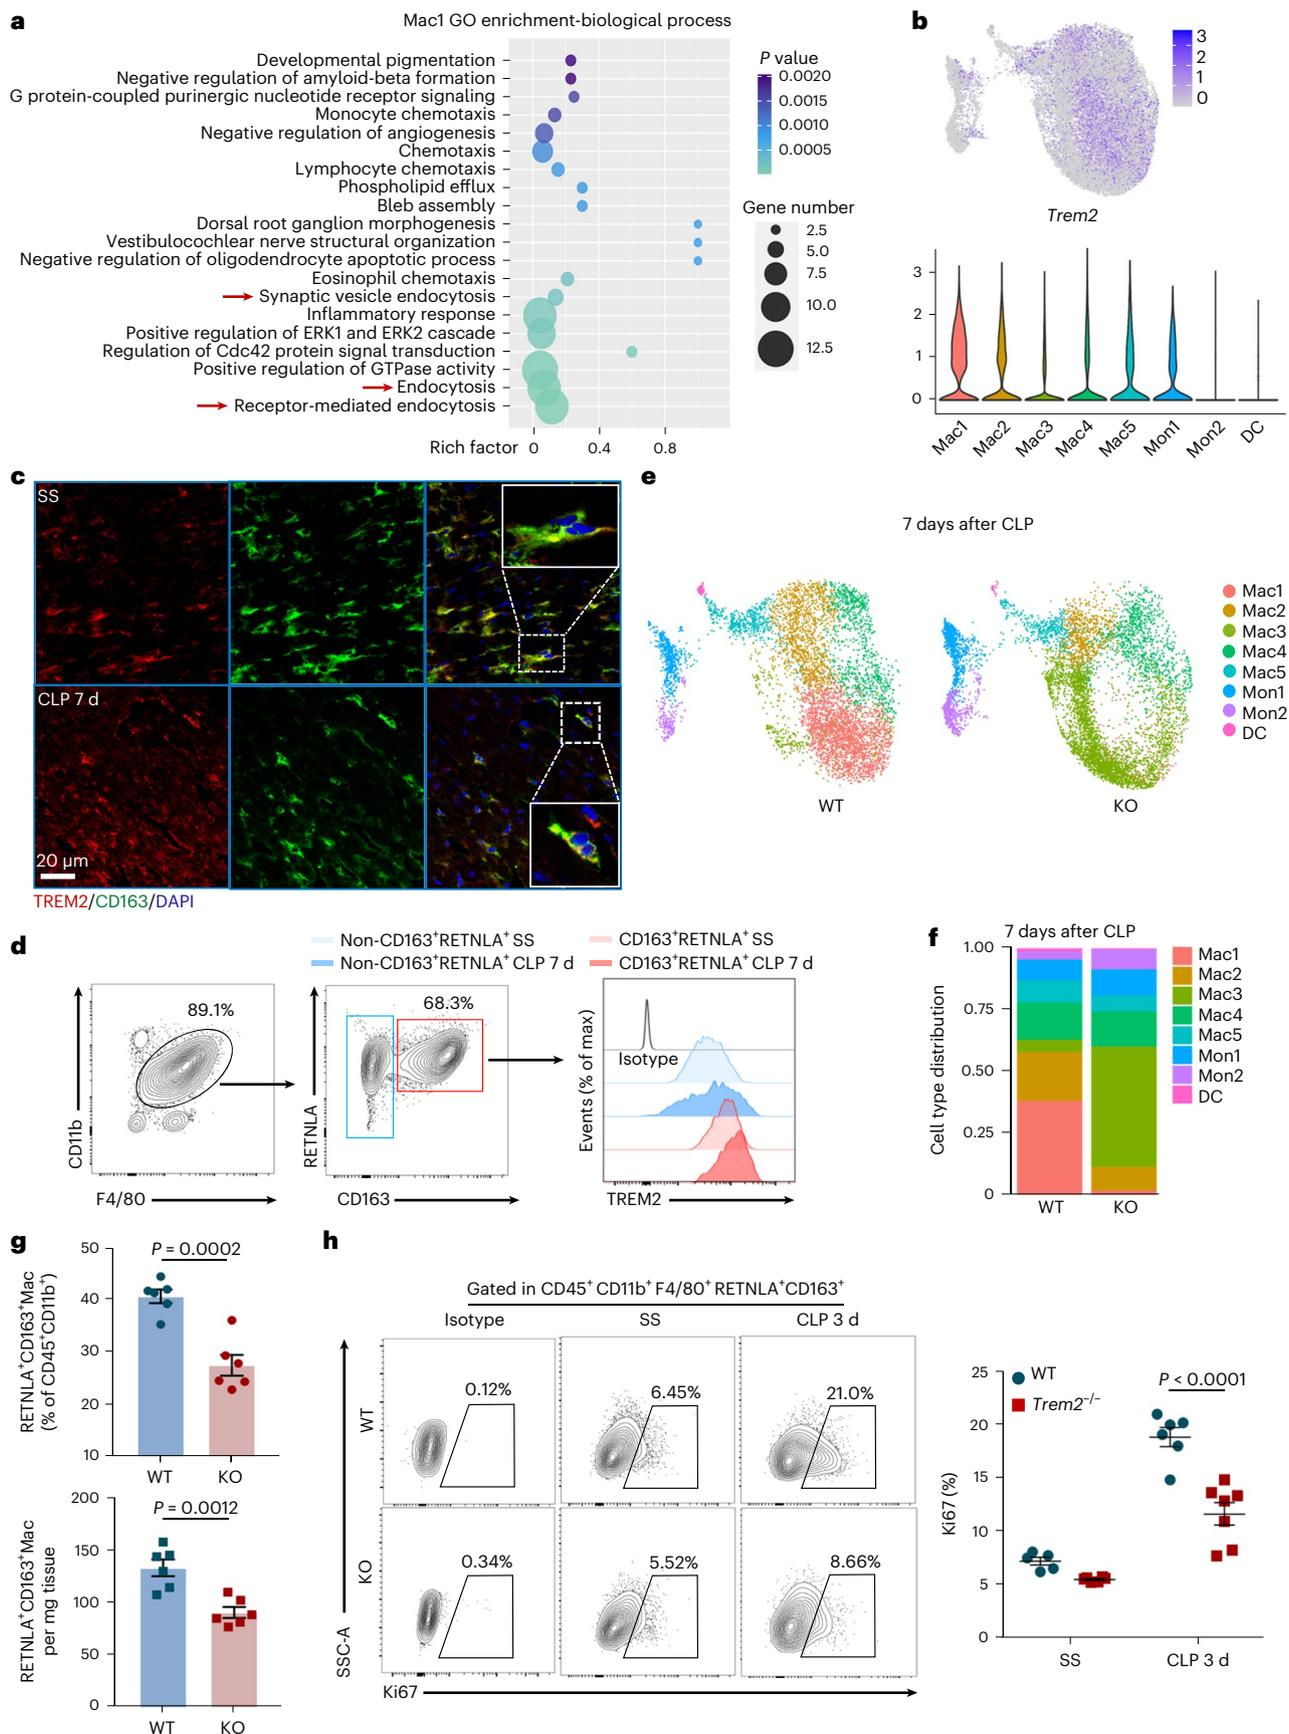 a
Mac1 GO enrichment-biological process
Developmental pigmentation
Negative regulation of amyloid-beta formation
G protein-coupled purinergic nucleotide receptor signaling
Monocyte chemotaxis
Negative regulation of angiogenesis
Chemotaxis
Lymphocyte chemotaxis
Phospholipid efflux
Bleb assembly
Dorsal root ganglion morphogenesis
Vestibulocochlear nerve structural organization
Negative regulation of oligodendrocyte apoptotic process
Eosinophil chemotaxis
Synaptic vesicle endocytosis
Inflammatory response
Positive regulation of ERK1 and ERK2 cascade
Regulation of Cdc42 protein signal transduction
Positive regulation of GTPase activity
Endocytosis
Receptor-mediated endocytosis
Rich factor 0 0.4 0.8
P value
0.0020
0.0015
0.0010
0.0005
Gene number
2.5
5.0
7.5
10.0
12.5
b
3
2
1
0
Trem2
3
2
1
0
Mac1 Mac2 Mac3 Mac4 Mac5 Mon1 Mon2 DC
c
SS
CLP 7 d
20 µm
TREM2/CD163/DAPI
e
7 days after CLP
WT KO
Mac1
Mac2
Mac3
Mac4
Mac5
Mon1
Mon2
DC
d
Non-CD163+RETNLA+ SS
Non-CD163+RETNLA+ CLP 7 d
CD163+RETNLA+ SS
CD163+RETNLA+ CLP 7 d
89.1%
CD11b
F4/80
68.3%
RETNLA
CD163
Isotype
Events (% of max)
TREM2
f
7 days after CLP
Cell type distribution
1.00
0.75
0.50
0.25
0
WT KO
Mac1
Mac2
Mac3
Mac4
Mac5
Mon1
Mon2
DC
g
RETNLA+CD163+Mac
(% of CD45+CD11b+)
50
40
30
20
10
P = 0.0002
WT KO
RETNLA+CD163+Mac
per mg tissue
200
150
100
50
0
P = 0.0012
WT KO
h
Gated in CD45+ CD11b+ F4/80+ RETNLA+CD163+
Isotype SS CLP 3 d
WT
0.12% 6.45% 21.0%
KO
0.34% 5.52% 8.66%
SSC-A
Ki67
Ki67 (%)
25
20
15
10
5
0
WT
Trem2−/−
P < 0.0001
SS CLP 3 d